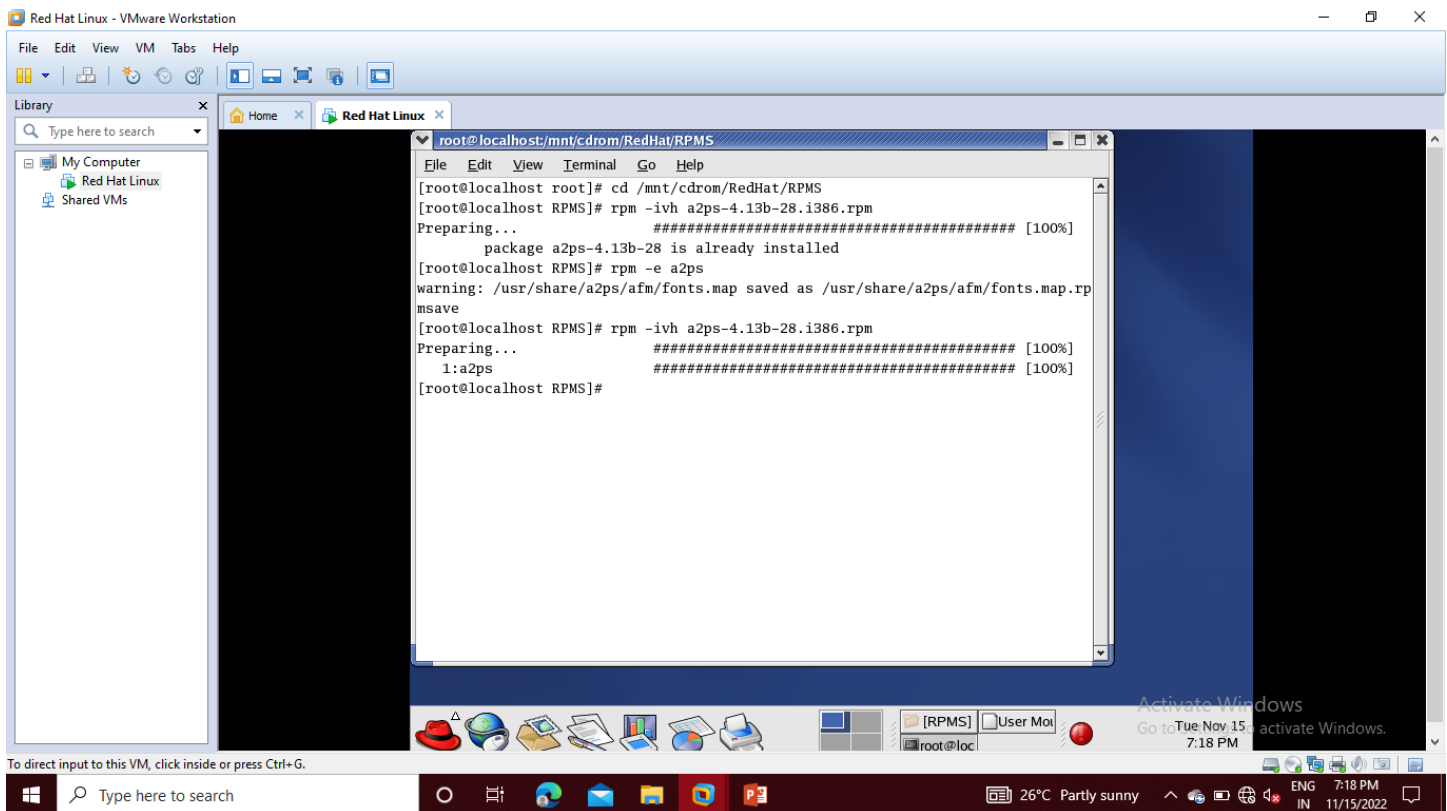 Red Hat Linux - VMware Workstation
File Edit View VM Tabs Help
Library
Type here to search
My Computer
Red Hat Linux
Shared VMs
Home
Red Hat Linux
root@localhost:/mnt/cdrom/RedHat/RPMS
File Edit View Terminal Go Help
[root@localhost root]# cd /mnt/cdrom/RedHat/RPMS
[root@localhost RPMS]# rpm -ivh a2ps-4.13b-28.i386.rpm
Preparing... ########################################### [100%]
package a2ps-4.13b-28 is already installed
[root@localhost RPMS]# rpm -e a2ps
warning: /usr/share/a2ps/afm/fonts.map saved as /usr/share/a2ps/afm/fonts.map.rp
msave
[root@localhost RPMS]# rpm -ivh a2ps-4.13b-28.i386.rpm
Preparing... ########################################### [100%]
1:a2ps ########################################### [100%]
[root@localhost RPMS]#
[RPMS] User Mou
root@loc
Tue Nov 15
7:18 PM
Activate Windows
Go to Settings to activate Windows.
To direct input to this VM, click inside or press Ctrl+G.
Type here to search
26°C Partly sunny
ENG
IN
7:18 PM
11/15/2022